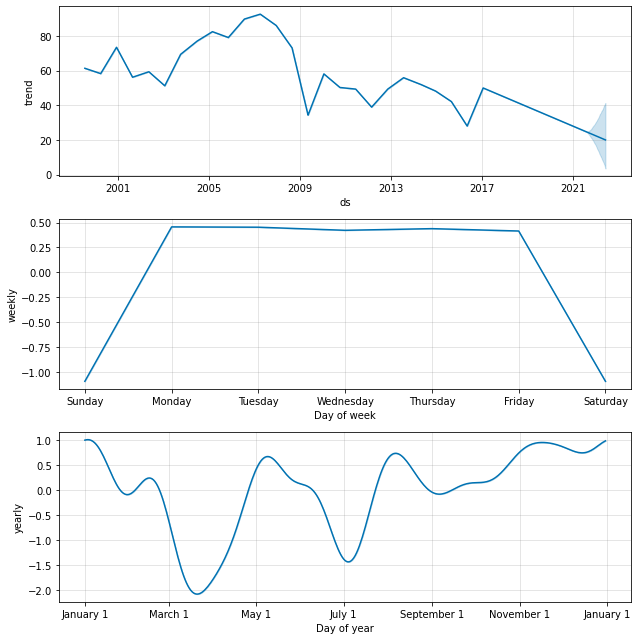 80
60
40
20
0
trend
2001 2005 2009 2013 2017 2021
ds
0.50
0.25
0.00
−0.25
−0.50
−0.75
−1.00
weekly
Sunday Monday Tuesday Wednesday Thursday Friday Saturday
Day of week
1.0
0.5
0.0
−0.5
−1.0
−1.5
−2.0
yearly
January 1 March 1 May 1 July 1 September 1 November 1 January 1
Day of year